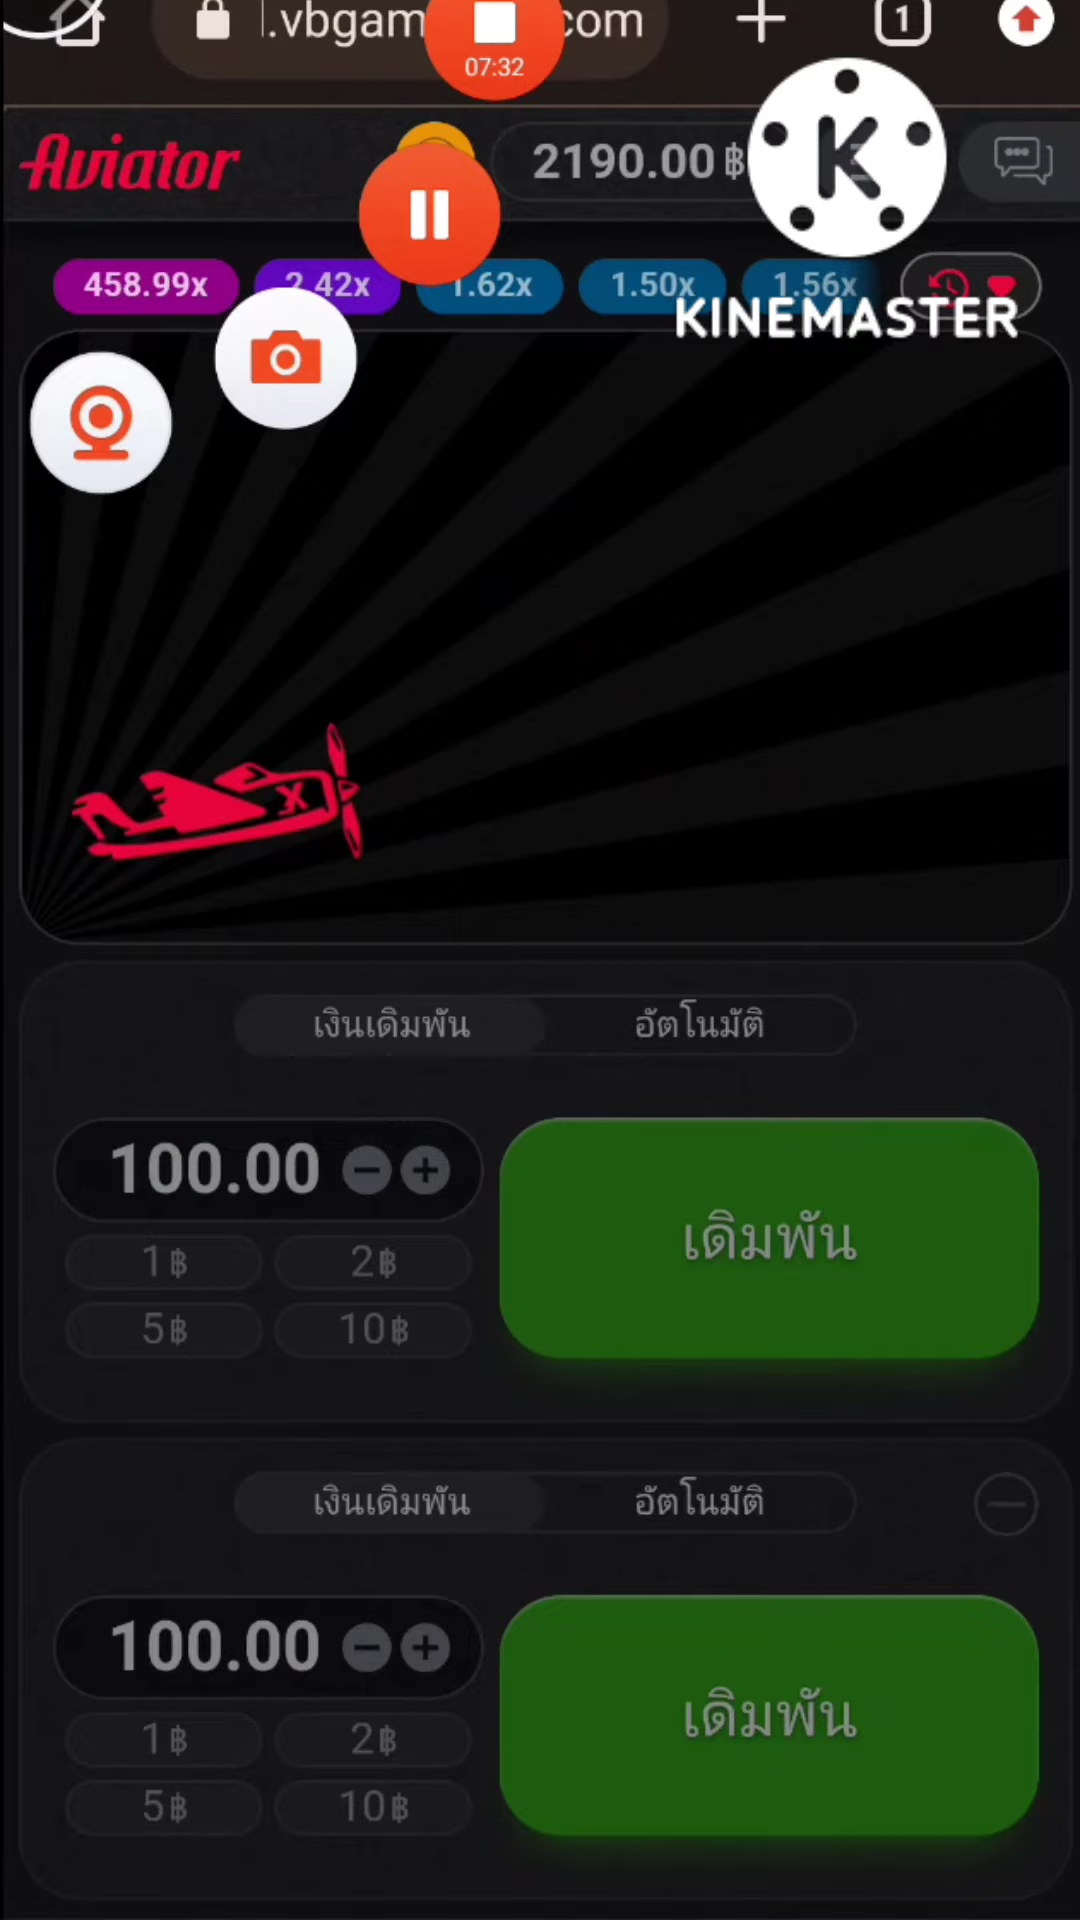 .vbgam com 1
07:32
Aviator 2190.00฿ K
458.99x 2.42x 1.62x 1.50x 1.56x
KINEMASTER
X
เงินเดิมพัน อัตโนมัติ
100.00 − +
เดิมพัน
1฿ 2฿
5฿ 10฿
เงินเดิมพัน อัตโนมัติ
100.00 − +
เดิมพัน
1฿ 2฿
5฿ 10฿